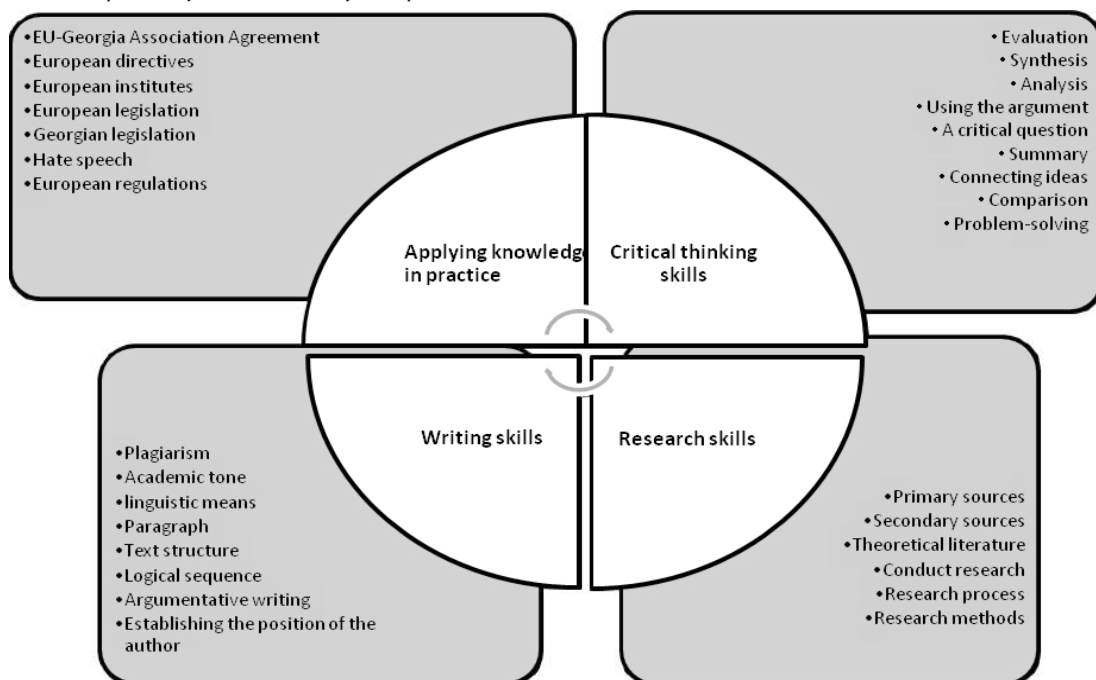 •EU-Georgia Association Agreement
•European directives
•European institutes
•European legislation
•Georgian legislation
•Hate speech
•European regulations
• Evaluation
• Synthesis
• Analysis
• Using the argument
• A critical question
• Summary
• Connecting ideas
• Comparison
• Problem-solving
Applying knowledge
in practice
Critical thinking
skills
Writing skills
Research skills
•Plagiarism
•Academic tone
•linguistic means
•Paragraph
•Text structure
•Logical sequence
•Argumentative writing
•Establishing the position of the
author
•Primary sources
•Secondary sources
•Theoretical literature
•Conduct research
•Research process
•Research methods